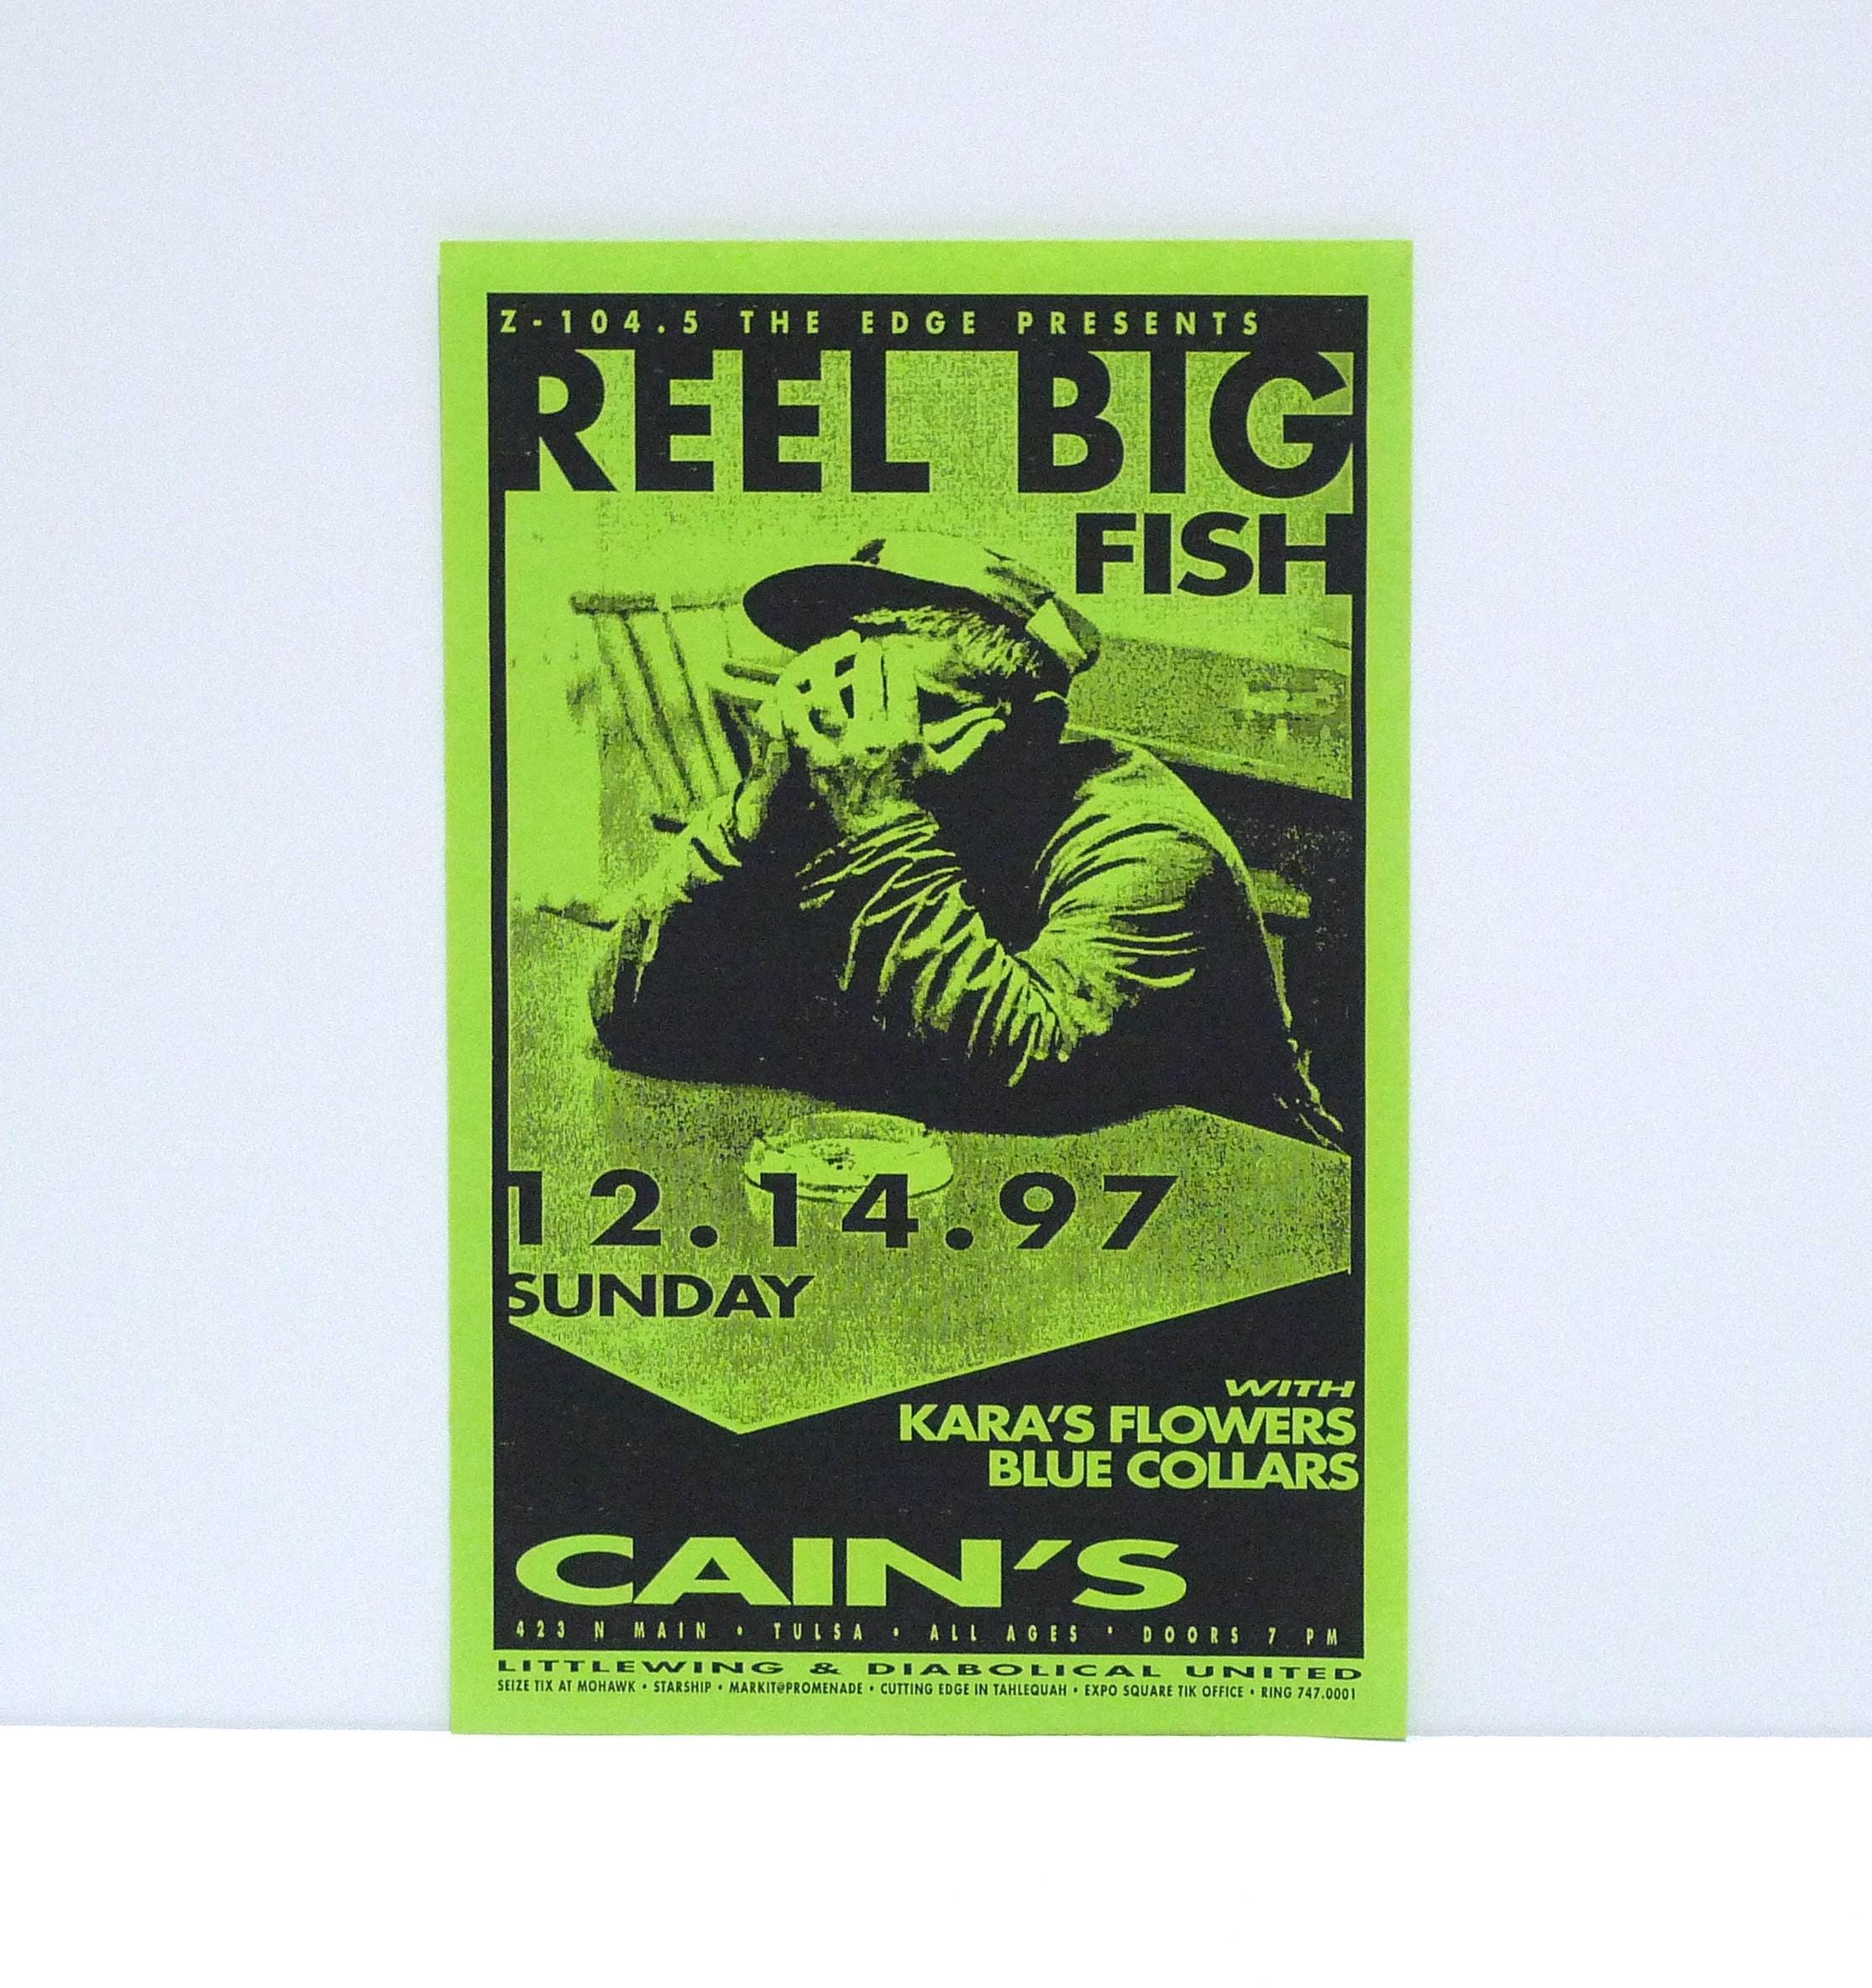 Z-104.5 THE EDGE PRESENTS
REEL BIG
FISH
12.14.97
SUNDAY
WITH
KARA'S FLOWERS
BLUE COLLARS
CAIN'S
423 N MAIN • TULSA • ALL AGES • DOORS 7 PM
LITTLEWING & DIABOLICAL UNITED
SEIZE TIX AT MOHAWK • STARSHIP • MARKIT@PROMENADE • CUTTING EDGE IN TAHLEQUAH • EXPO SQUARE TIK OFFICE • RING 747.0001